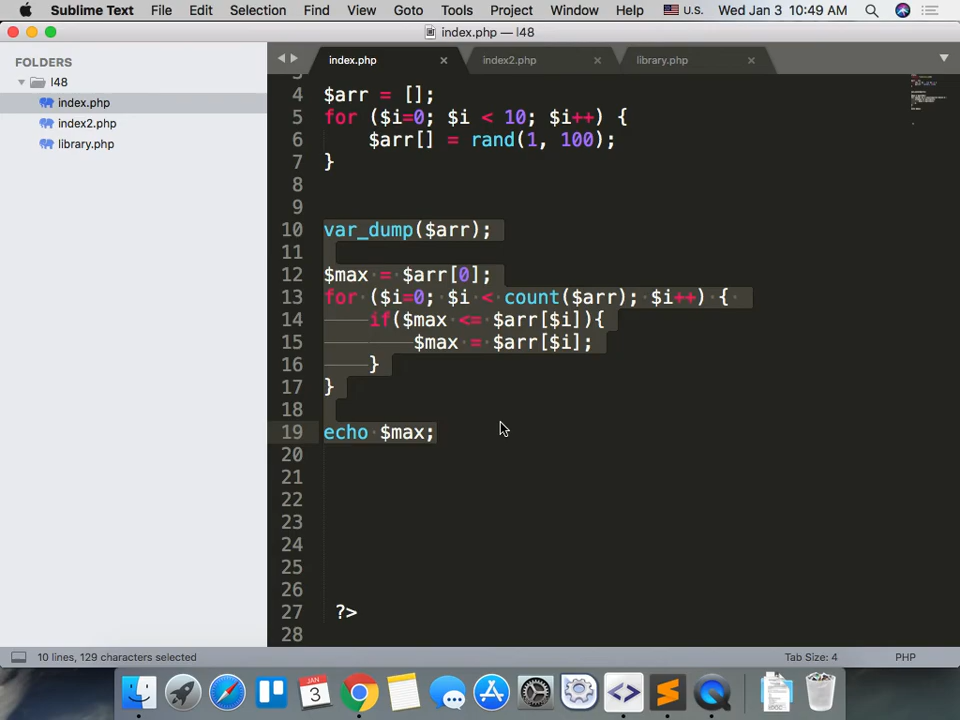 Sublime Text File Edit Selection Find View Goto Tools Project Window Help U.S. Wed Jan 3 10:49 AM
index.php — l48
FOLDERS
l48
index.php
index2.php
library.php
index.php index2.php library.php
4 $arr = [];
5 for ($i=0; $i < 10; $i++) {
6 $arr[] = rand(1, 100);
7 }
8
9
10 var_dump($arr);
11
12 $max = $arr[0];
13 for ($i=0; $i < count($arr); $i++) {
14 if($max <= $arr[$i]){
15 $max = $arr[$i];
16 }
17 }
18
19 echo $max;
20
21
22
23
24
25
26
27 ?>
28
10 lines, 129 characters selected Tab Size: 4 PHP
JAN
3